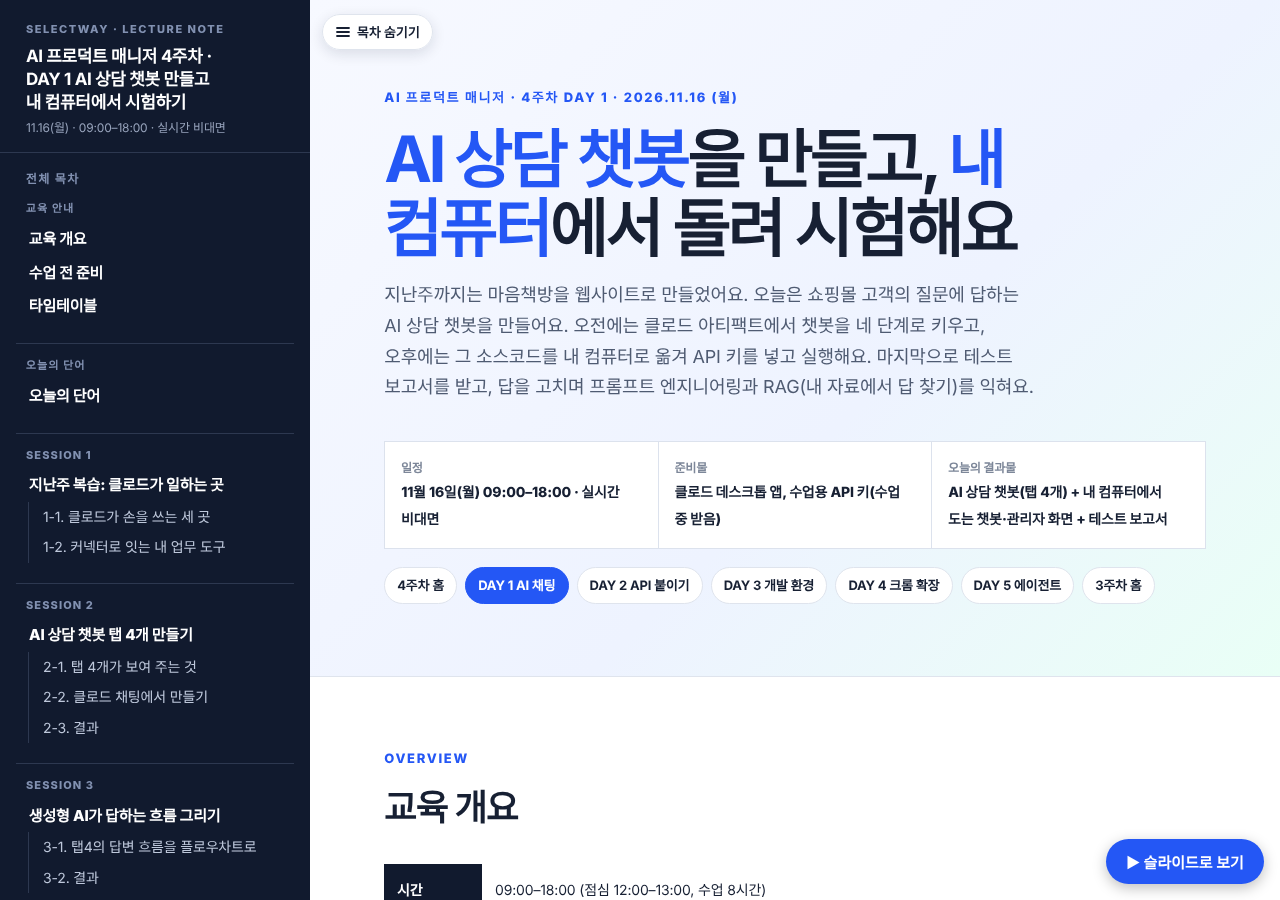 SELECTWAY · LECTURE NOTE
AI 프로덕트 매니저 4주차 ·
DAY 1 AI 상담 챗봇 만들고
내 컴퓨터에서 시험하기
11.16(월) · 09:00–18:00 · 실시간 비대면
전체 목차
교육 안내
교육 개요
수업 전 준비
타임테이블
오늘의 단어
오늘의 단어
SESSION 1
지난주 복습: 클로드가 일하는 곳
1-1. 클로드가 손을 쓰는 세 곳
1-2. 커넥터로 잇는 내 업무 도구
SESSION 2
AI 상담 챗봇 탭 4개 만들기
2-1. 탭 4개가 보여 주는 것
2-2. 클로드 채팅에서 만들기
2-3. 결과
SESSION 3
생성형 AI가 답하는 흐름 그리기
3-1. 탭4의 답변 흐름을 플로우차트로
3-2. 결과
목차 숨기기
AI 프로덕트 매니저 · 4주차 DAY 1 · 2026.11.16 (월)
AI 상담 챗봇을 만들고, 내
컴퓨터에서 돌려 시험해요
지난주까지는 마음책방을 웹사이트로 만들었어요. 오늘은 쇼핑몰 고객의 질문에 답하는
AI 상담 챗봇을 만들어요. 오전에는 클로드 아티팩트에서 챗봇을 네 단계로 키우고,
오후에는 그 소스코드를 내 컴퓨터로 옮겨 API 키를 넣고 실행해요. 마지막으로 테스트
보고서를 받고, 답을 고치며 프롬프트 엔지니어링과 RAG(내 자료에서 답 찾기)를 익혀요.
일정
11월 16일(월) 09:00–18:00 · 실시간
비대면
준비물
클로드 데스크톱 앱, 수업용 API 키(수업
중 받음)
오늘의 결과물
AI 상담 챗봇(탭 4개) + 내 컴퓨터에서
도는 챗봇·관리자 화면 + 테스트 보고서
4주차 홈
DAY 1 AI 채팅
DAY 2 API 붙이기
DAY 3 개발 환경
DAY 4 크롬 확장
DAY 5 에이전트
3주차 홈
OVERVIEW
교육 개요
시간
09:00–18:00 (점심 12:00–13:00, 수업 8시간)
▶ 슬라이드로 보기